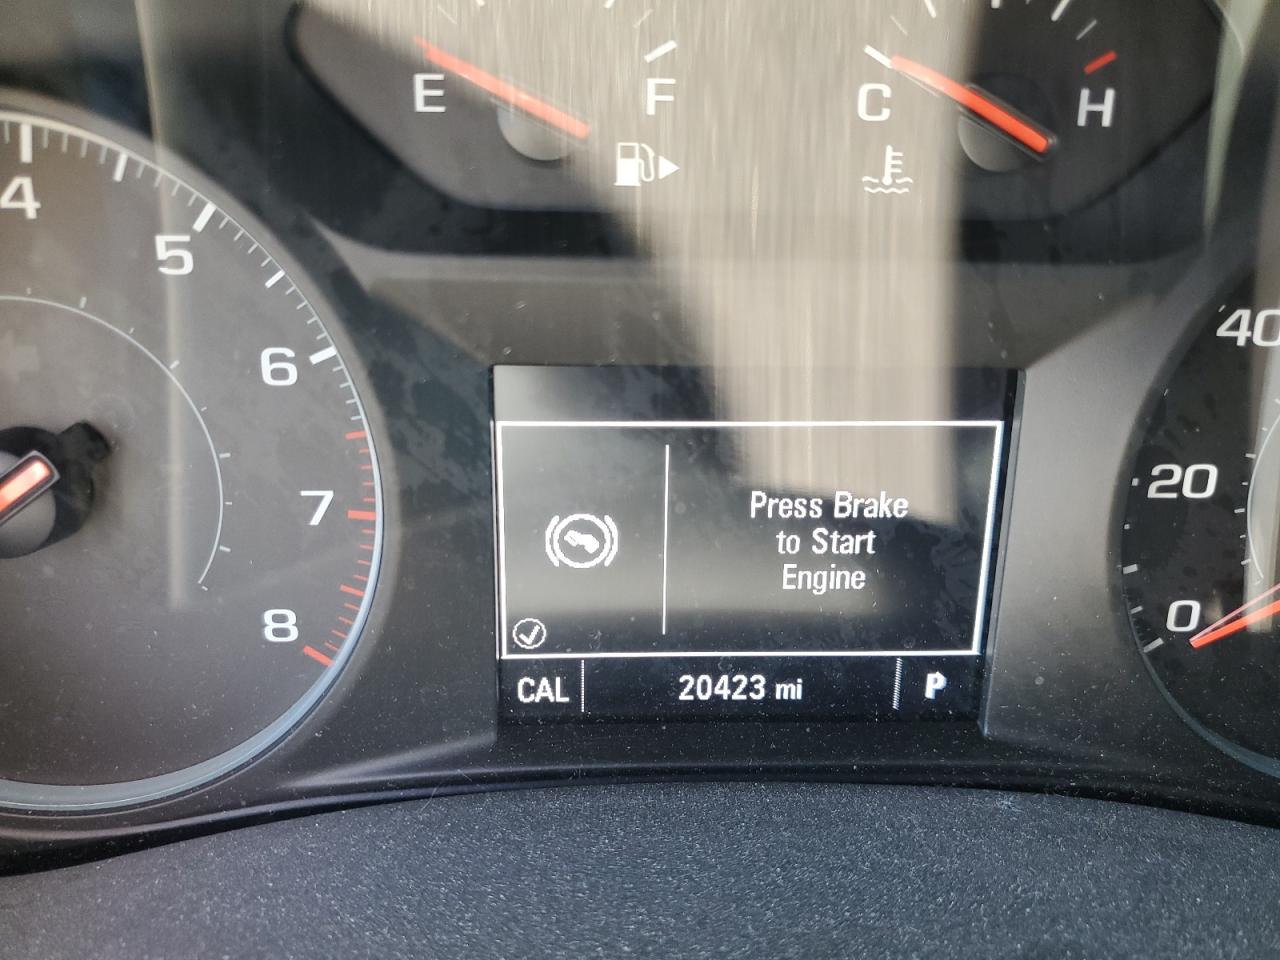 E
F
C
H
4
5
6
7
8
40
20
0
Press Brake
to Start
Engine
CAL
20423 mi
P